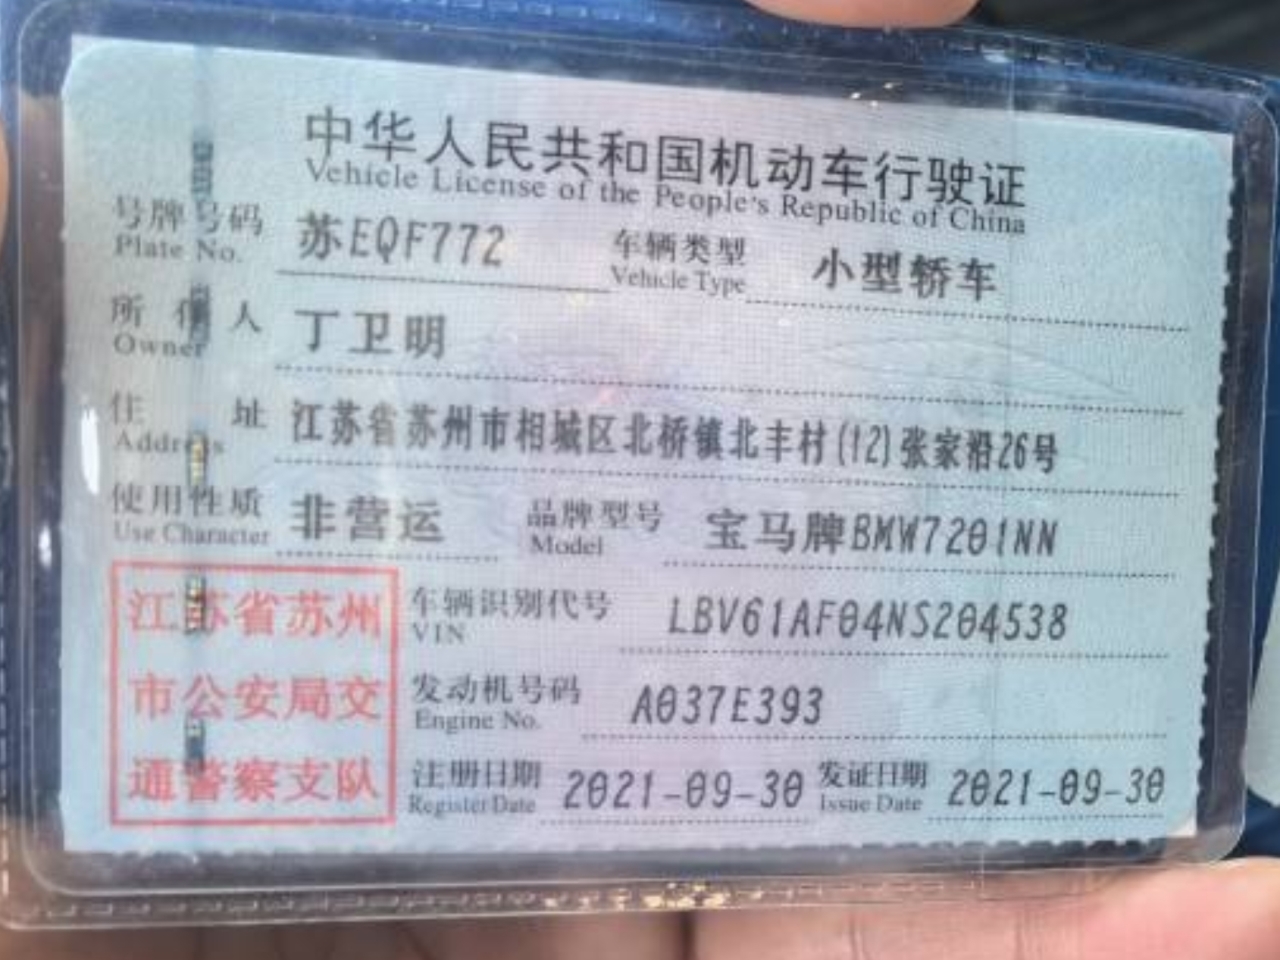 中华人民共和国机动车行驶证
Vehicle License of the People's Republic of China
号牌号码 苏EQF772 车辆类型 小型轿车
Plate No. Vehicle Type
所有人 丁卫明
Owner
住址 江苏省苏州市相城区北桥镇北丰村(12)张家浜26号
Address
使用性质 非营运 品牌型号 宝马牌BMW7201NN
Use Character Model
江苏省苏州 车辆识别代号 LBV61AF04NS204538
VIN
市公安局交 发动机号码 A037E393
Engine No.
通警察支队 注册日期 2021-09-30 发证日期 2021-09-30
Register Date Issue Date